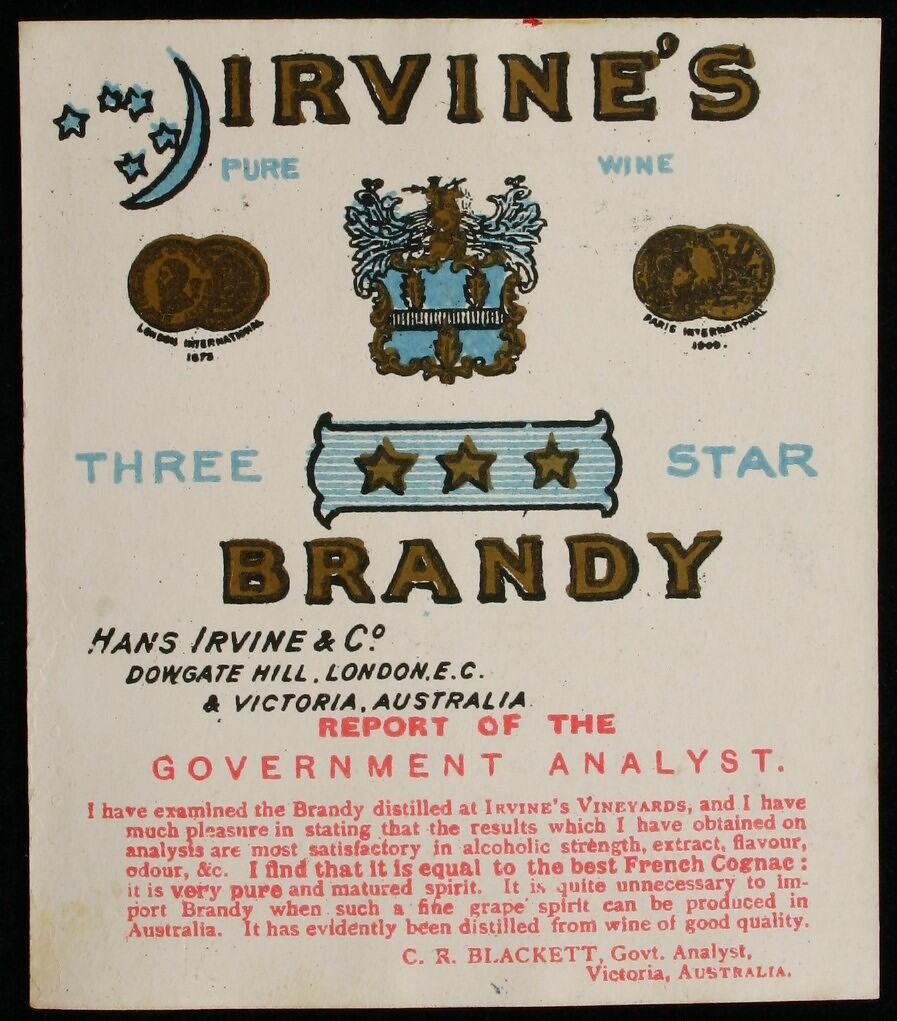 IRVINE'S
PURE WINE
LONDON INTERNATIONAL
1873
PARIS INTERNATIONAL
1900.
THREE STAR
BRANDY
HANS IRVINE & Co
DOWGATE HILL, LONDON, E.C.
& VICTORIA, AUSTRALIA
REPORT OF THE
GOVERNMENT ANALYST.
I have examined the Brandy distilled at IRVINE'S VINEYARDS, and I have
much pleasure in stating that the results which I have obtained on
analysis are most satisfactory in alcoholic strength, extract, flavour,
odour, &c. I find that it is equal to the best French Cognac:
it is very pure and matured spirit. It is quite unnecessary to im-
port Brandy when such a fine grape spirit can be produced in
Australia. It has evidently been distilled from wine of good quality.
C. R. BLACKETT, Govt. Analyst,
Victoria, AUSTRALIA.